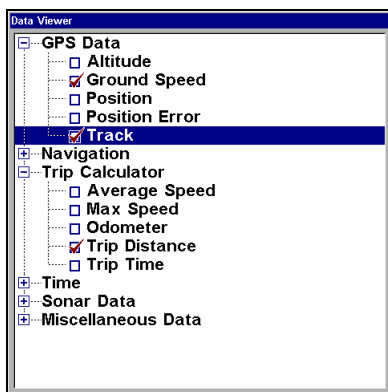 Data Viewer
GPS Data
Altitude
Ground Speed
Position
Position Error
Track
Navigation
Trip Calculator
Average Speed
Max Speed
Odometer
Trip Distance
Trip Time
Time
Sonar Data
Miscellaneous Data